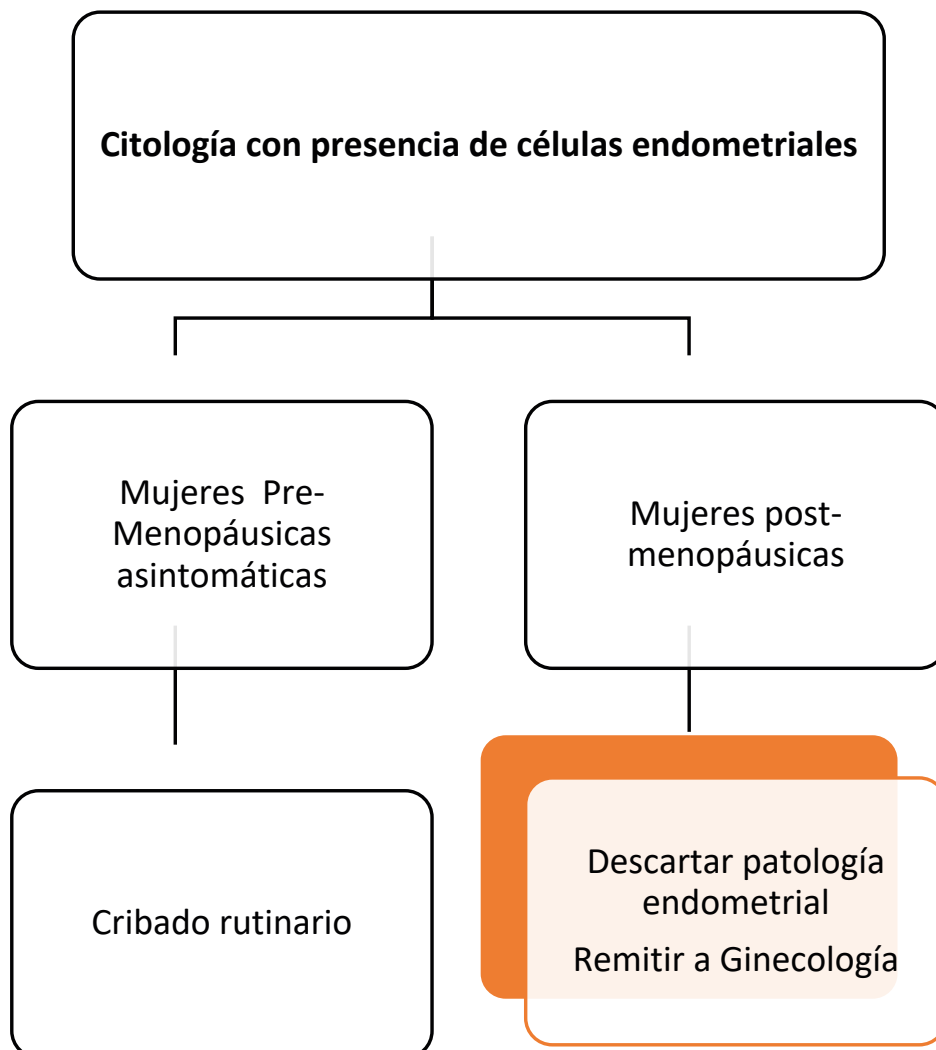 Citología con presencia de células endometriales
Mujeres Pre-
Menopáusicas
asintomáticas
Mujeres post-
menopáusicas
Cribado rutinario
Descartar patología
endometrial
Remitir a Ginecología